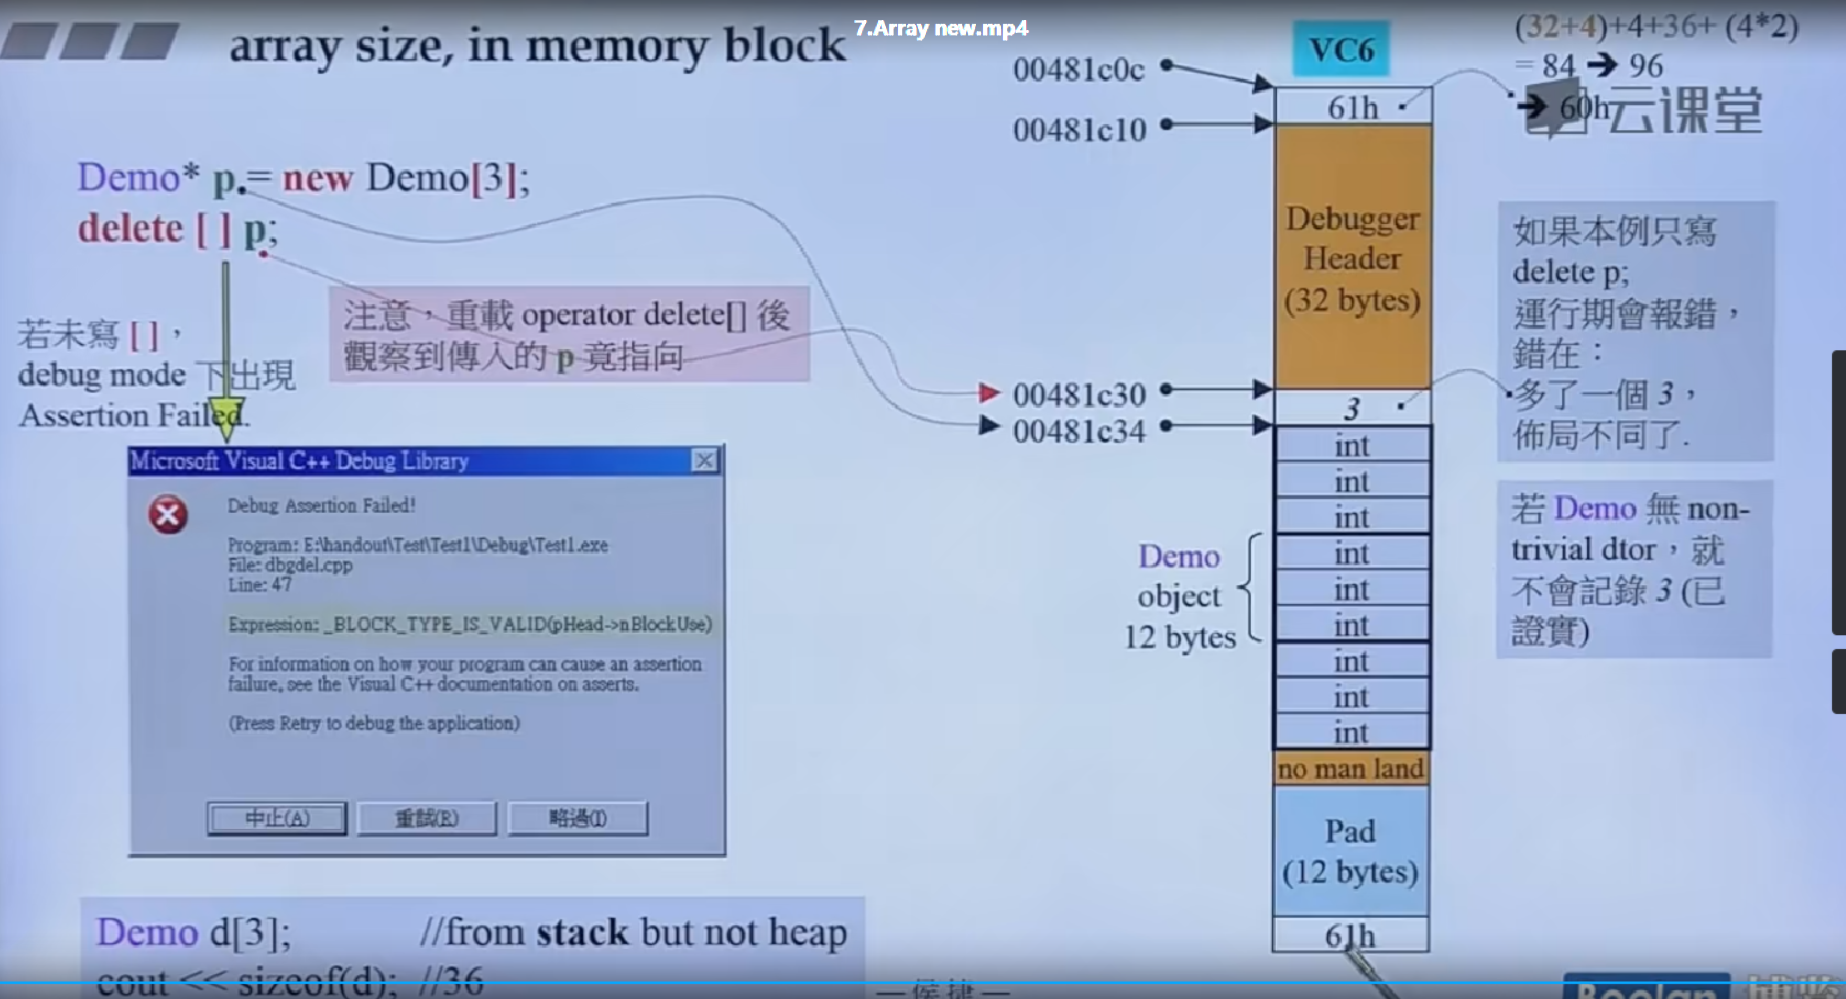 7.Array new.mp4
array size, in memory block
Demo* p = new Demo[3];
delete [ ] p;
若未寫 [ ]，
debug mode 下出現
Assertion Failed.
注意，重載 operator delete[] 後
觀察到傳入的 p 竟指向
Microsoft Visual C++ Debug Library
Debug Assertion Failed!
Program: E:\handout\Test\Test1\Debug\Test1.exe
File: dbgdel.cpp
Line: 47
Expression: _BLOCK_TYPE_IS_VALID(pHead->nBlockUse)
For information on how your program can cause an assertion
failure, see the Visual C++ documentation on asserts.
(Press Retry to debug the application)
中止(A)
重試(R)
略過(I)
Demo d[3]; //from stack but not heap
cout << sizeof(d); //36
VC6
00481c0c
00481c10
00481c30
00481c34
61h
Debugger
Header
(32 bytes)
3
int
int
int
int
int
int
int
int
int
no man land
Pad
(12 bytes)
61h
Demo
object
12 bytes
(32+4)+4+36+ (4*2)
= 84 ➔ 96
➔ 60h
云课堂
如果本例只寫
delete p;
運行期會報錯，
錯在：
多了一個 3，
佈局不同了.
若 Demo 無 non-
trivial dtor，就
不會記錄 3 (已
證實)
—侯捷—
Boolan